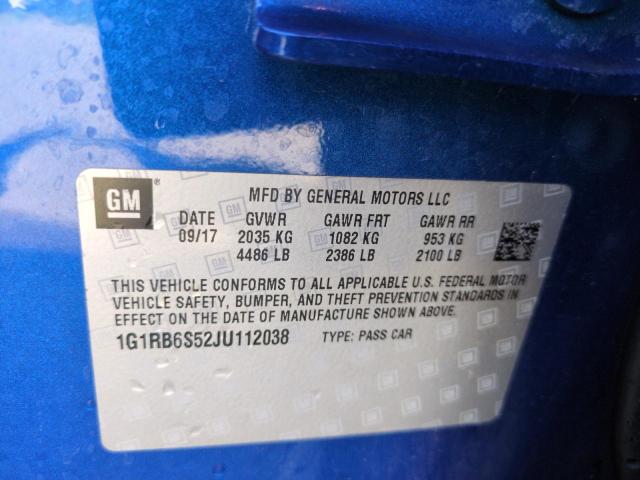 GM
MFD BY GENERAL MOTORS LLC
DATE GVWR GAWR FRT GAWR RR
09/17 2035 KG 1082 KG 953 KG
4486 LB 2386 LB 2100 LB
THIS VEHICLE CONFORMS TO ALL APPLICABLE U.S. FEDERAL MOTOR
VEHICLE SAFETY, BUMPER, AND THEFT PREVENTION STANDARDS IN
EFFECT ON THE DATE OF MANUFACTURE SHOWN ABOVE.
1G1RB6S52JU112038 TYPE: PASS CAR